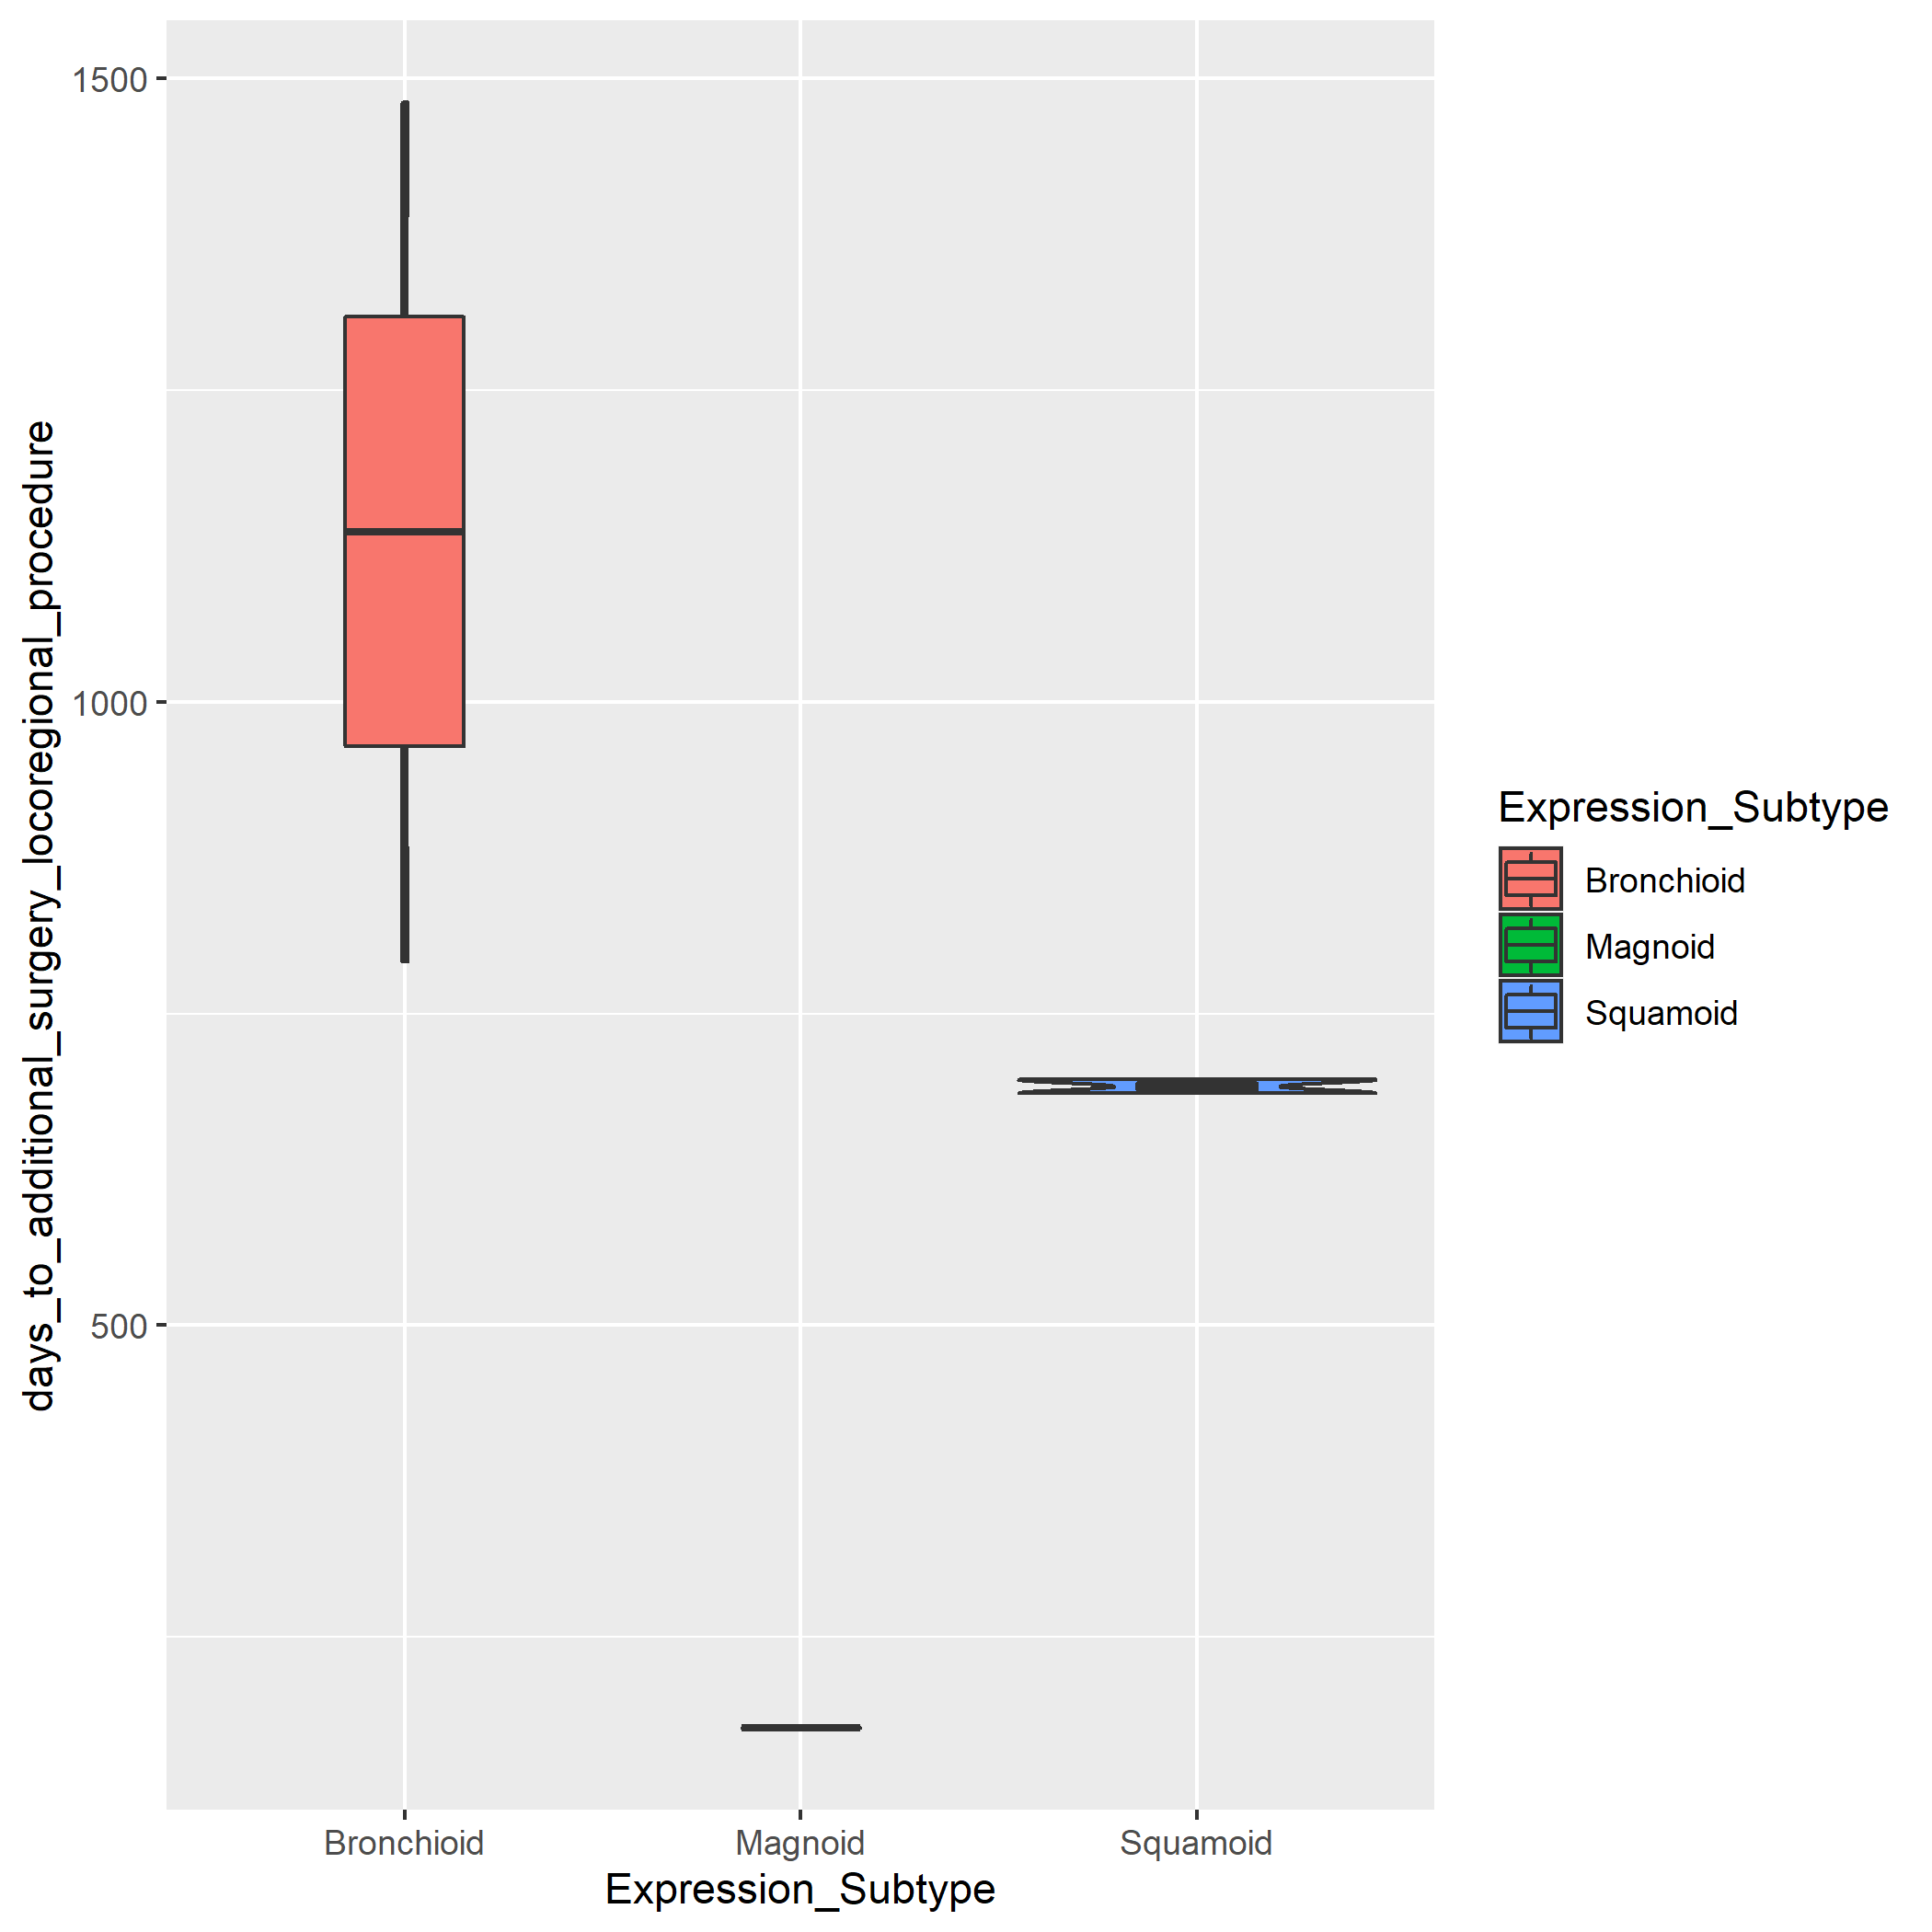 days_to_additional_surgery_locoregional_procedure
1500
1000
500
Bronchioid
Magnoid
Squamoid
Expression_Subtype
Expression_Subtype
Bronchioid
Magnoid
Squamoid